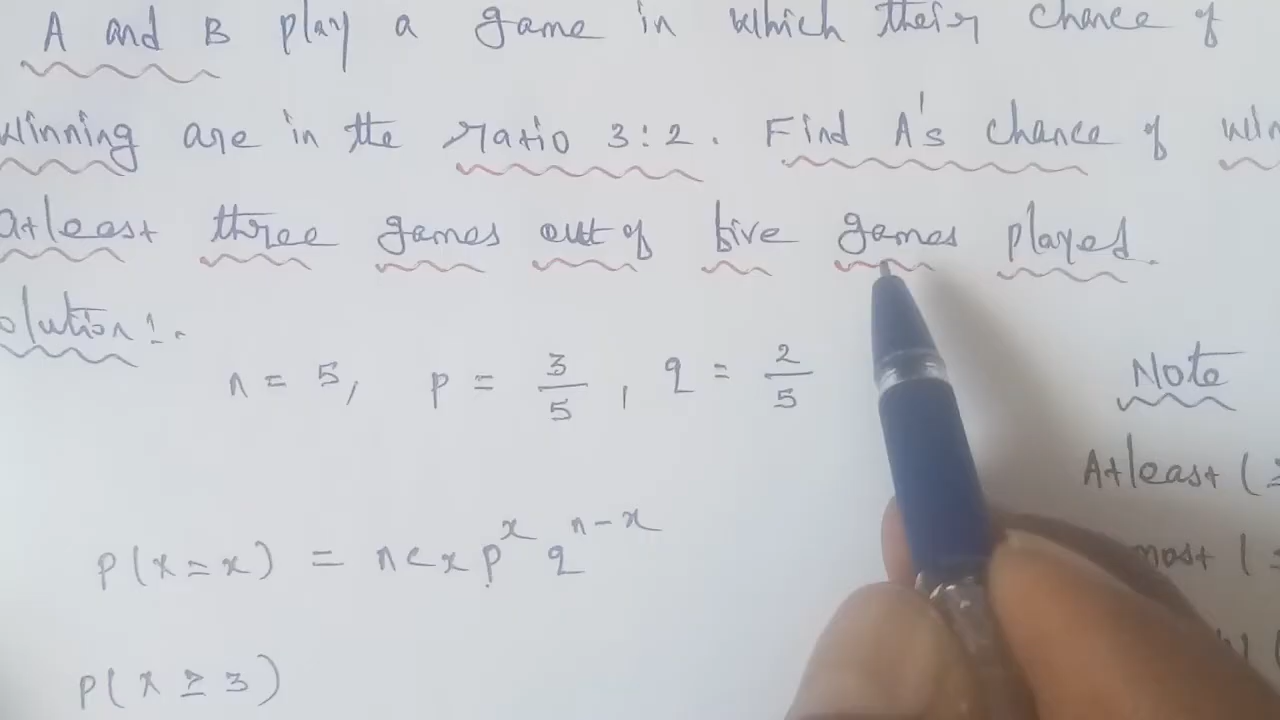 A and B play a game in which their chance of
winning are in the ratio 3:2. Find A's chance of
atleast three games out of five games played.
olution:-
n = 5, p = 3/5, q = 2/5
Note
Atleast (≥
most (
p(x=x) = ncx p^x q^n-x
p(x ≥ 3)